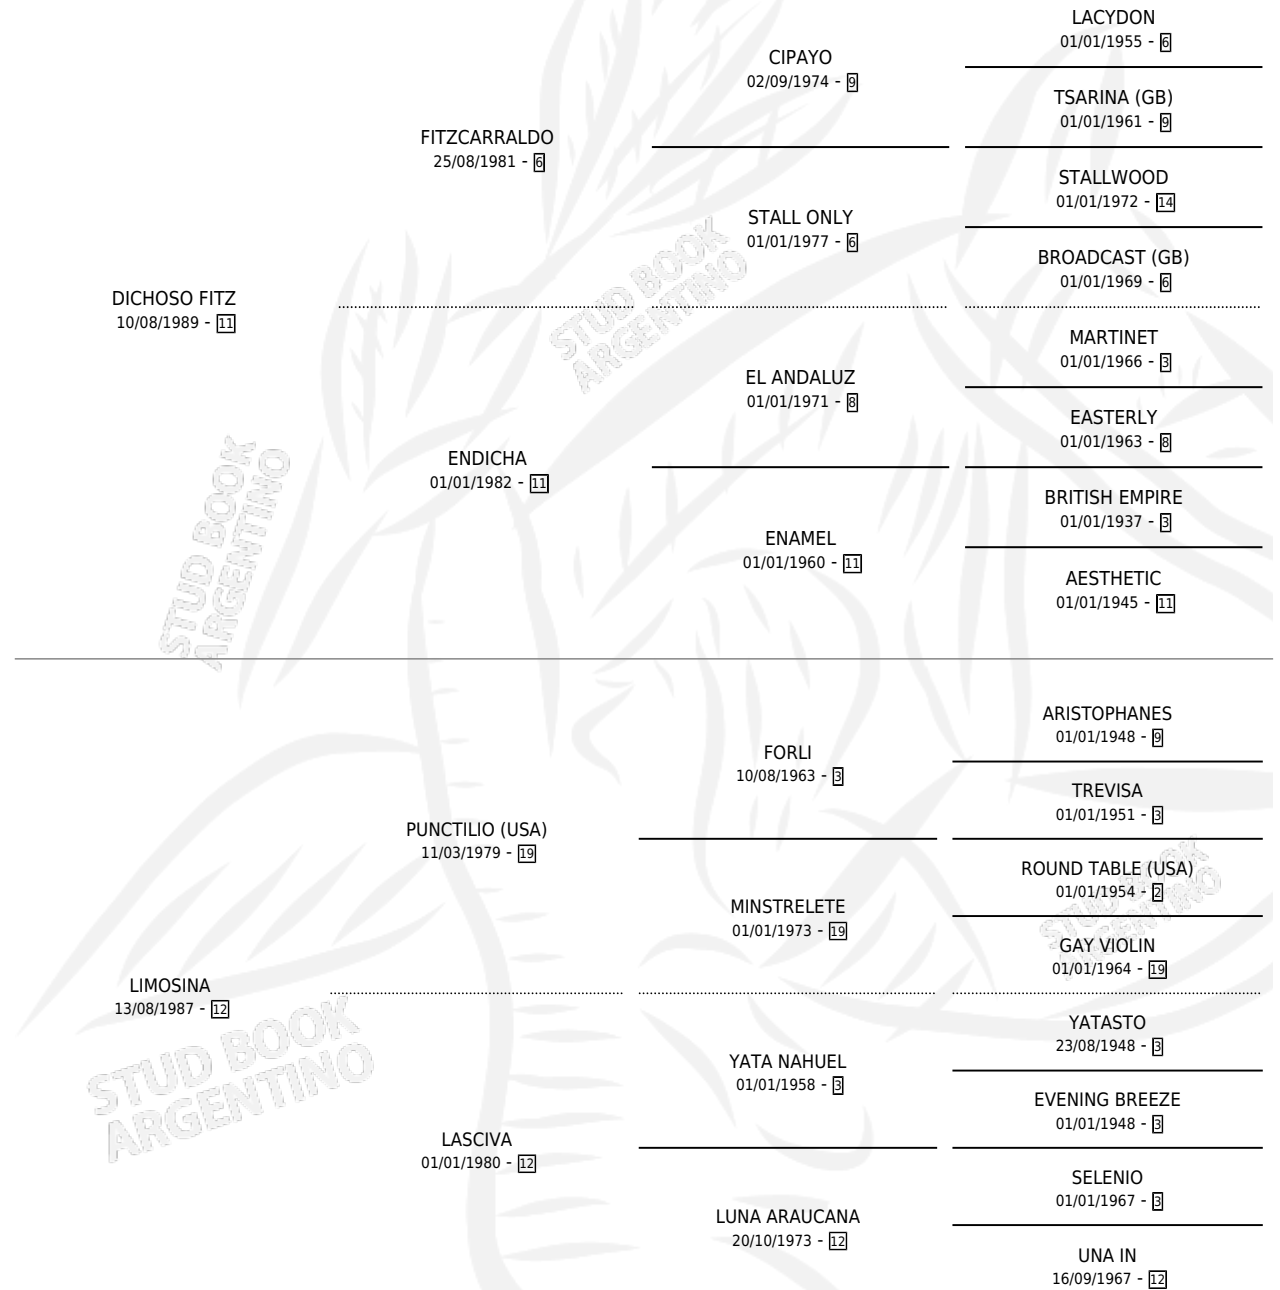 LACYDON
01/01/1955 - 6
CIPAYO
02/09/1974 - 9
TSARINA (GB)
01/01/1961 - 9
FITZCARRALDO
25/08/1981 - 6
STALLWOOD
01/01/1972 - 14
STALL ONLY
01/01/1977 - 6
BROADCAST (GB)
01/01/1969 - 6
DICHOSO FITZ
10/08/1989 - 11
STUD BOOK
ARGENTINO
MARTINET
01/01/1966 - 3
EL ANDALUZ
01/01/1971 - 8
EASTERLY
01/01/1963 - 8
ENDICHA
01/01/1982 - 11
BRITISH EMPIRE
01/01/1937 - 3
ENAMEL
01/01/1960 - 11
AESTHETIC
01/01/1945 - 11
STUD BOOK
ARGENTINO
ARISTOPHANES
01/01/1948 - 9
FORLI
10/08/1963 - 3
TREVISA
01/01/1951 - 3
PUNCTILIO (USA)
11/03/1979 - 19
ROUND TABLE (USA)
01/01/1954 - 2
MINSTRELETE
01/01/1973 - 19
STUD BOOK
ARGENTINO
GAY VIOLIN
01/01/1964 - 19
LIMOSINA
13/08/1987 - 12
STUD BOOK
ARGENTINO
YATASTO
23/08/1948 - 3
YATA NAHUEL
01/01/1958 - 3
EVENING BREEZE
01/01/1948 - 3
LASCIVA
01/01/1980 - 12
SELENIO
01/01/1967 - 3
LUNA ARAUCANA
20/10/1973 - 12
UNA IN
16/09/1967 - 12